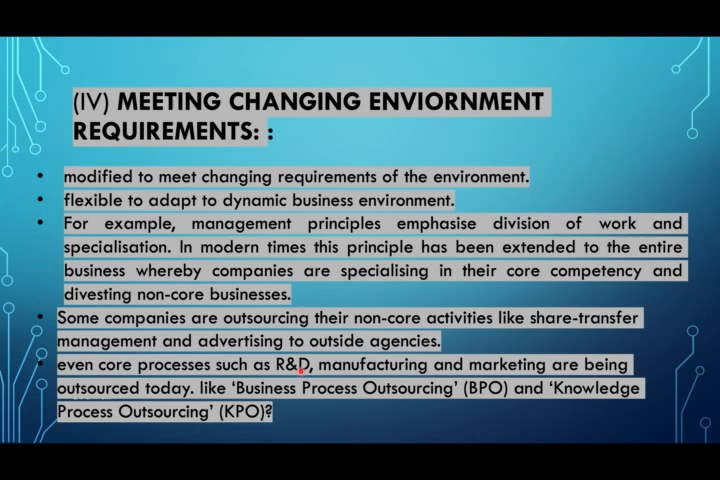 (IV) MEETING CHANGING ENVIORNMENT
REQUIREMENTS: :
• modified to meet changing requirements of the environment.
• flexible to adapt to dynamic business environment.
• For example, management principles emphasise division of work and
specialisation. In modern times this principle has been extended to the entire
business whereby companies are specialising in their core competency and
divesting non-core businesses.
• Some companies are outsourcing their non-core activities like share-transfer
management and advertising to outside agencies.
• even core processes such as R&D, manufacturing and marketing are being
outsourced today. like ‘Business Process Outsourcing’ (BPO) and ‘Knowledge
Process Outsourcing’ (KPO)?